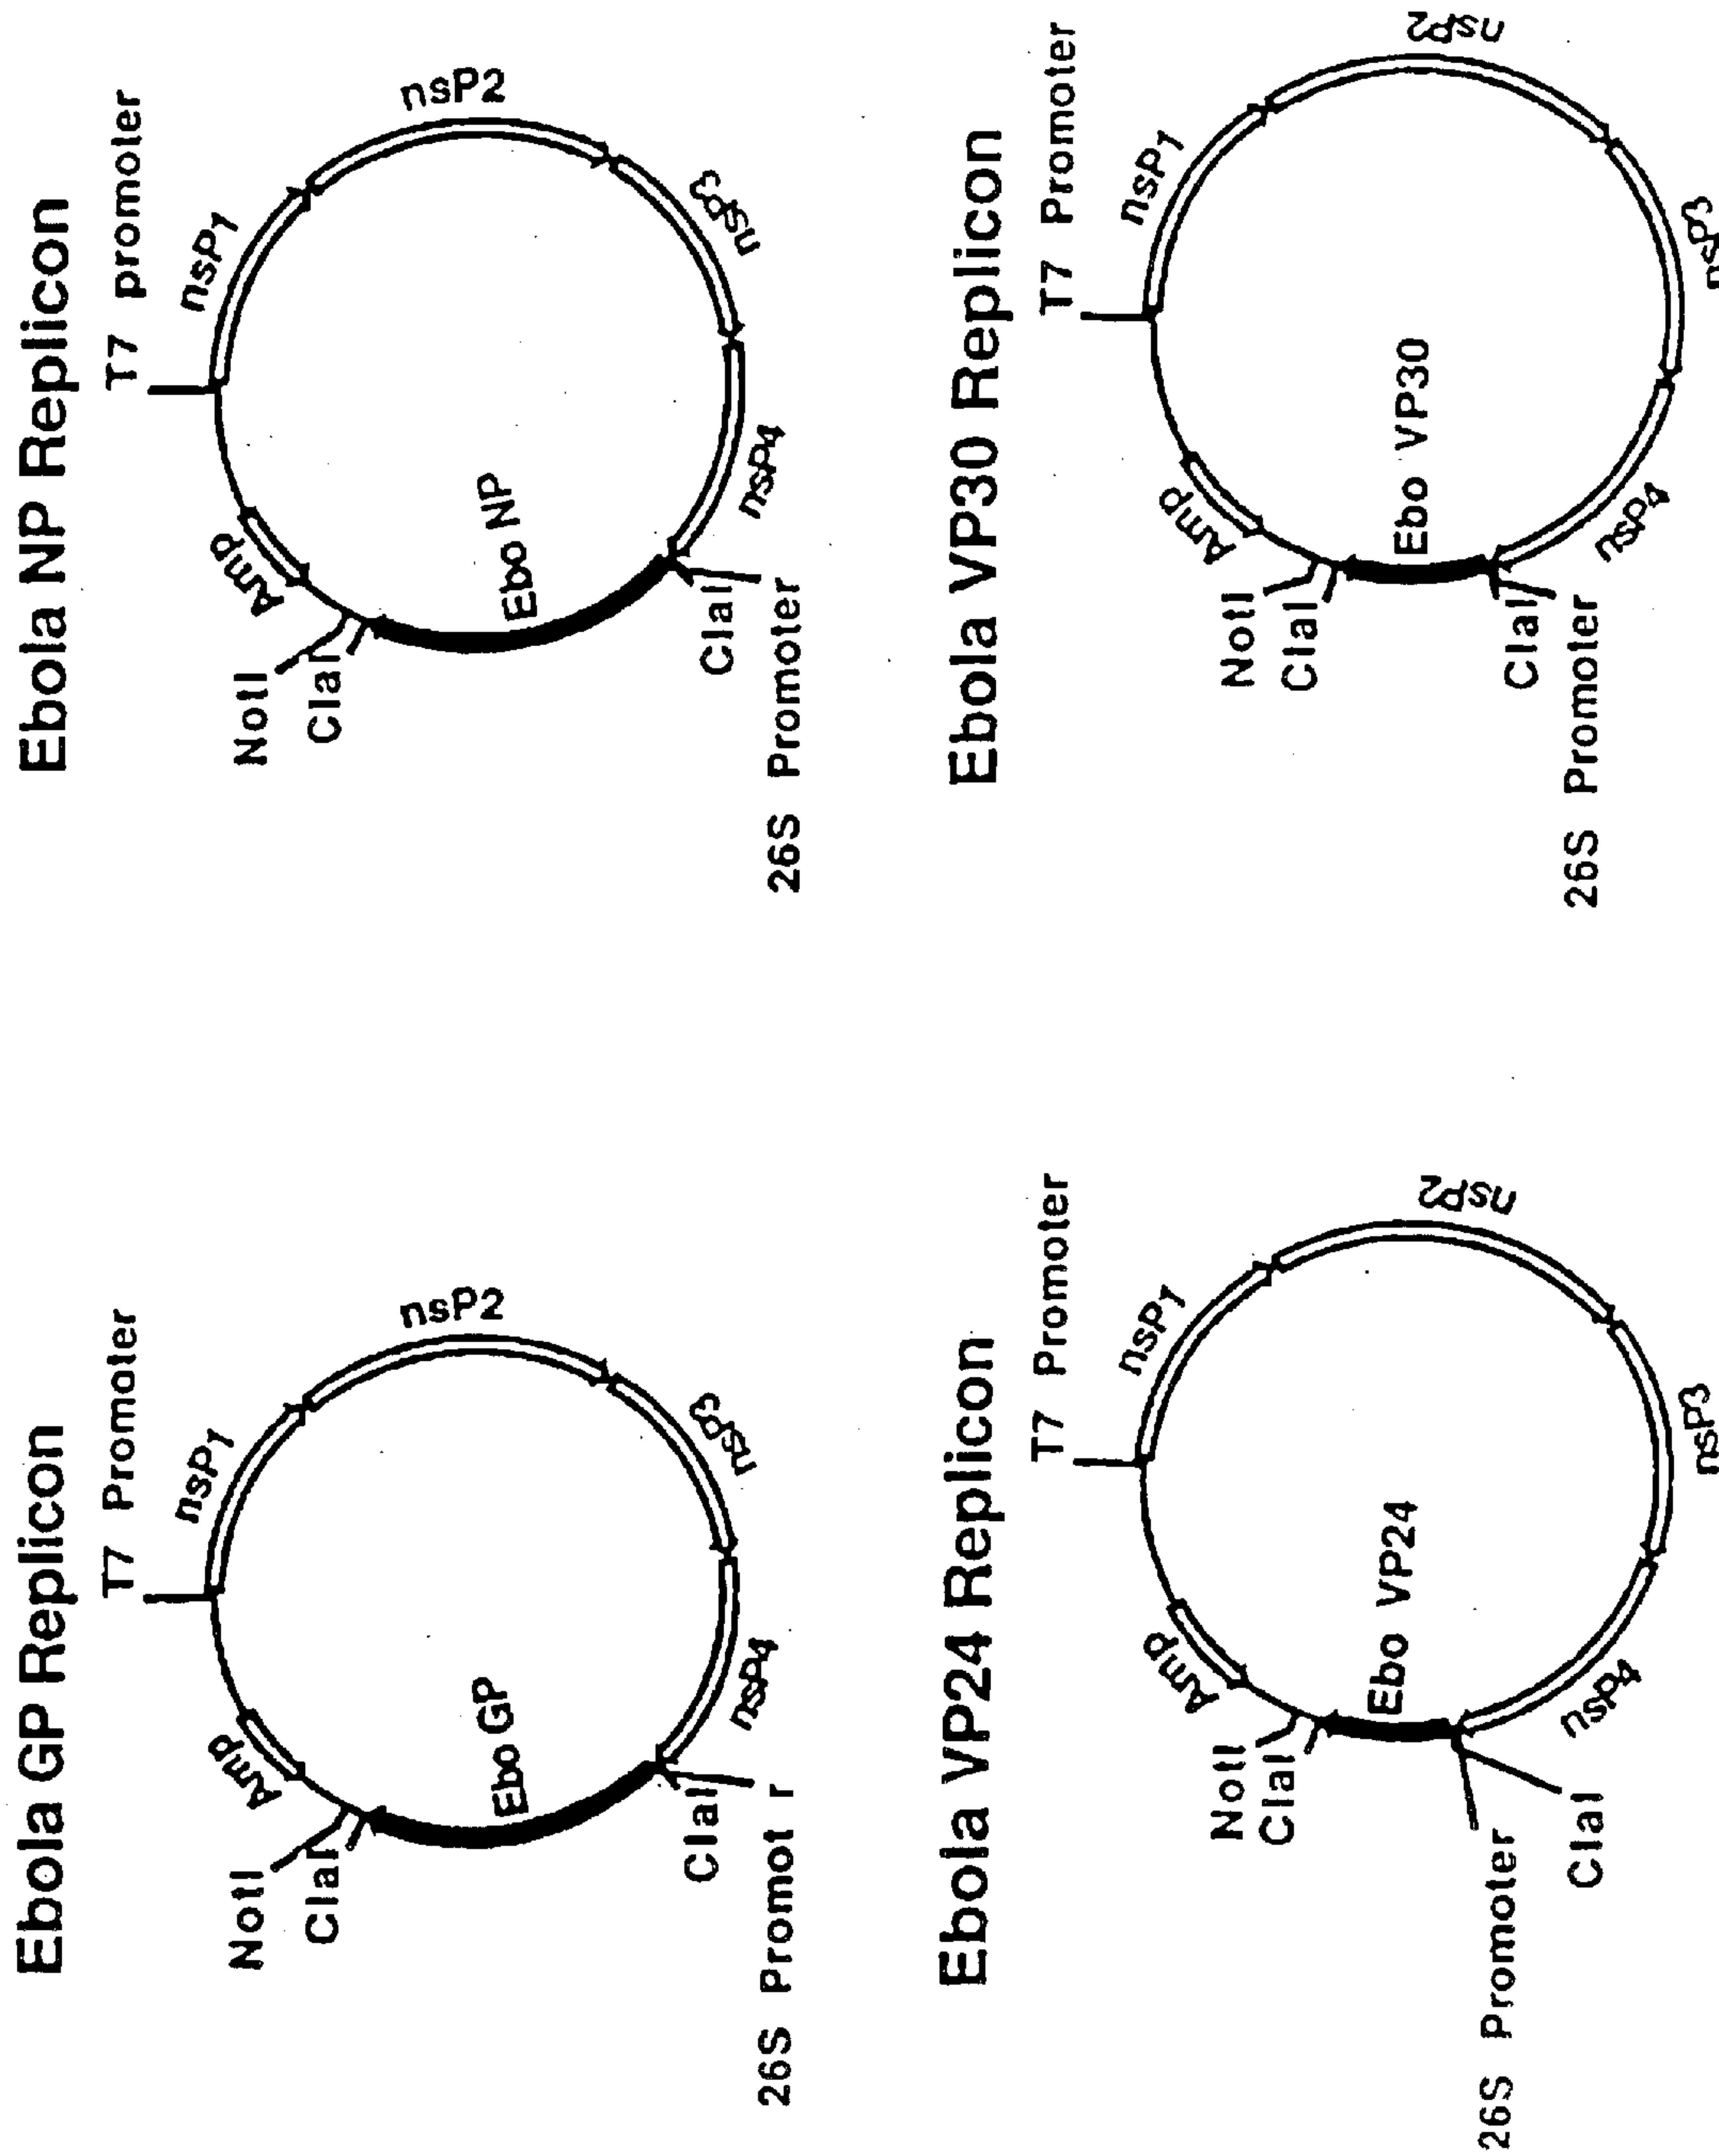 Ebola GP Replicon
T7 Promoter
nsP1
nsP2
nsP3
nsP4
Amp
NotI
ClaI
Ebo GP
ClaI
26S Promot r
Ebola NP Replicon
T7 promoter
nsP1
nsP2
nsP3
nsP4
Amp
NotI
ClaI
Ebo NP
ClaI
26S Promoter
Ebola VP24 Replicon
T7 Promoter
nsP1
nsP2
nsP3
nsP4
Amp
NotI
ClaI
Ebo VP24
26S Promoter
ClaI
Ebola VP30 Replicon
T7 Promoter
nsP1
nsP2
nsP3
nsP4
Amp
NotI
ClaI
Ebo VP30
ClaI
26S Promoter